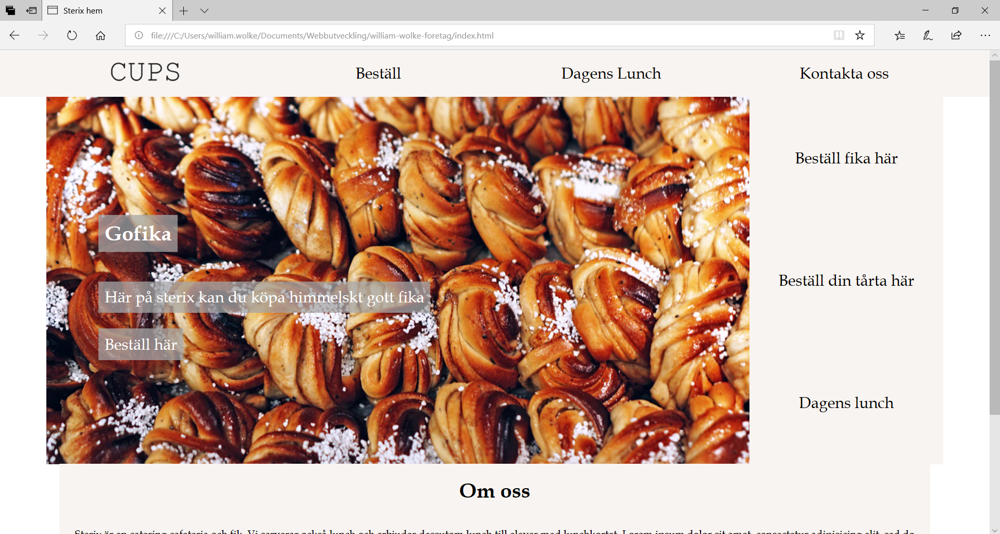 Sterix hem
file:///C:/Users/william.wolke/Documents/Webbutveckling/william-wolke-foretag/index.html
CUPS
Beställ
Dagens Lunch
Kontakta oss
Beställ fika här
Gofika
Beställ din tårta här
Här på sterix kan du köpa himmelskt gott fika
Beställ här
Dagens lunch
Om oss
Sterix är en catering cafeteria och fik. Vi serverar också lunch och erbjuder dessutom lunch till elever med lunchkortet. Lorem ipsum dolor sit amet, consectetur adipisicing elit, sed do